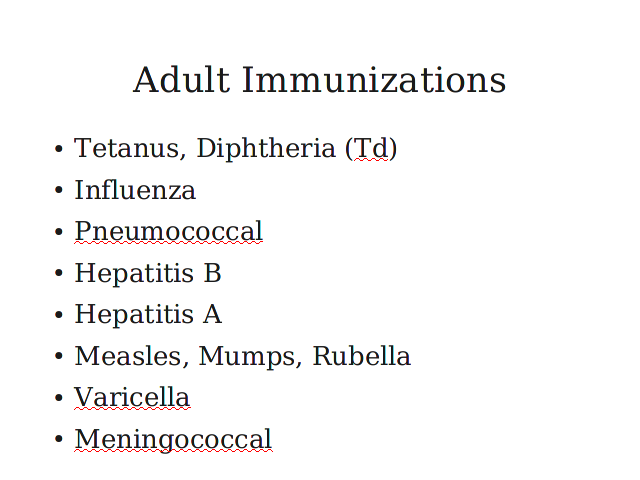 Adult Immunizations
• Tetanus, Diphtheria (Td)
• Influenza
• Pneumococcal
• Hepatitis B
• Hepatitis A
• Measles, Mumps, Rubella
• Varicella
• Meningococcal